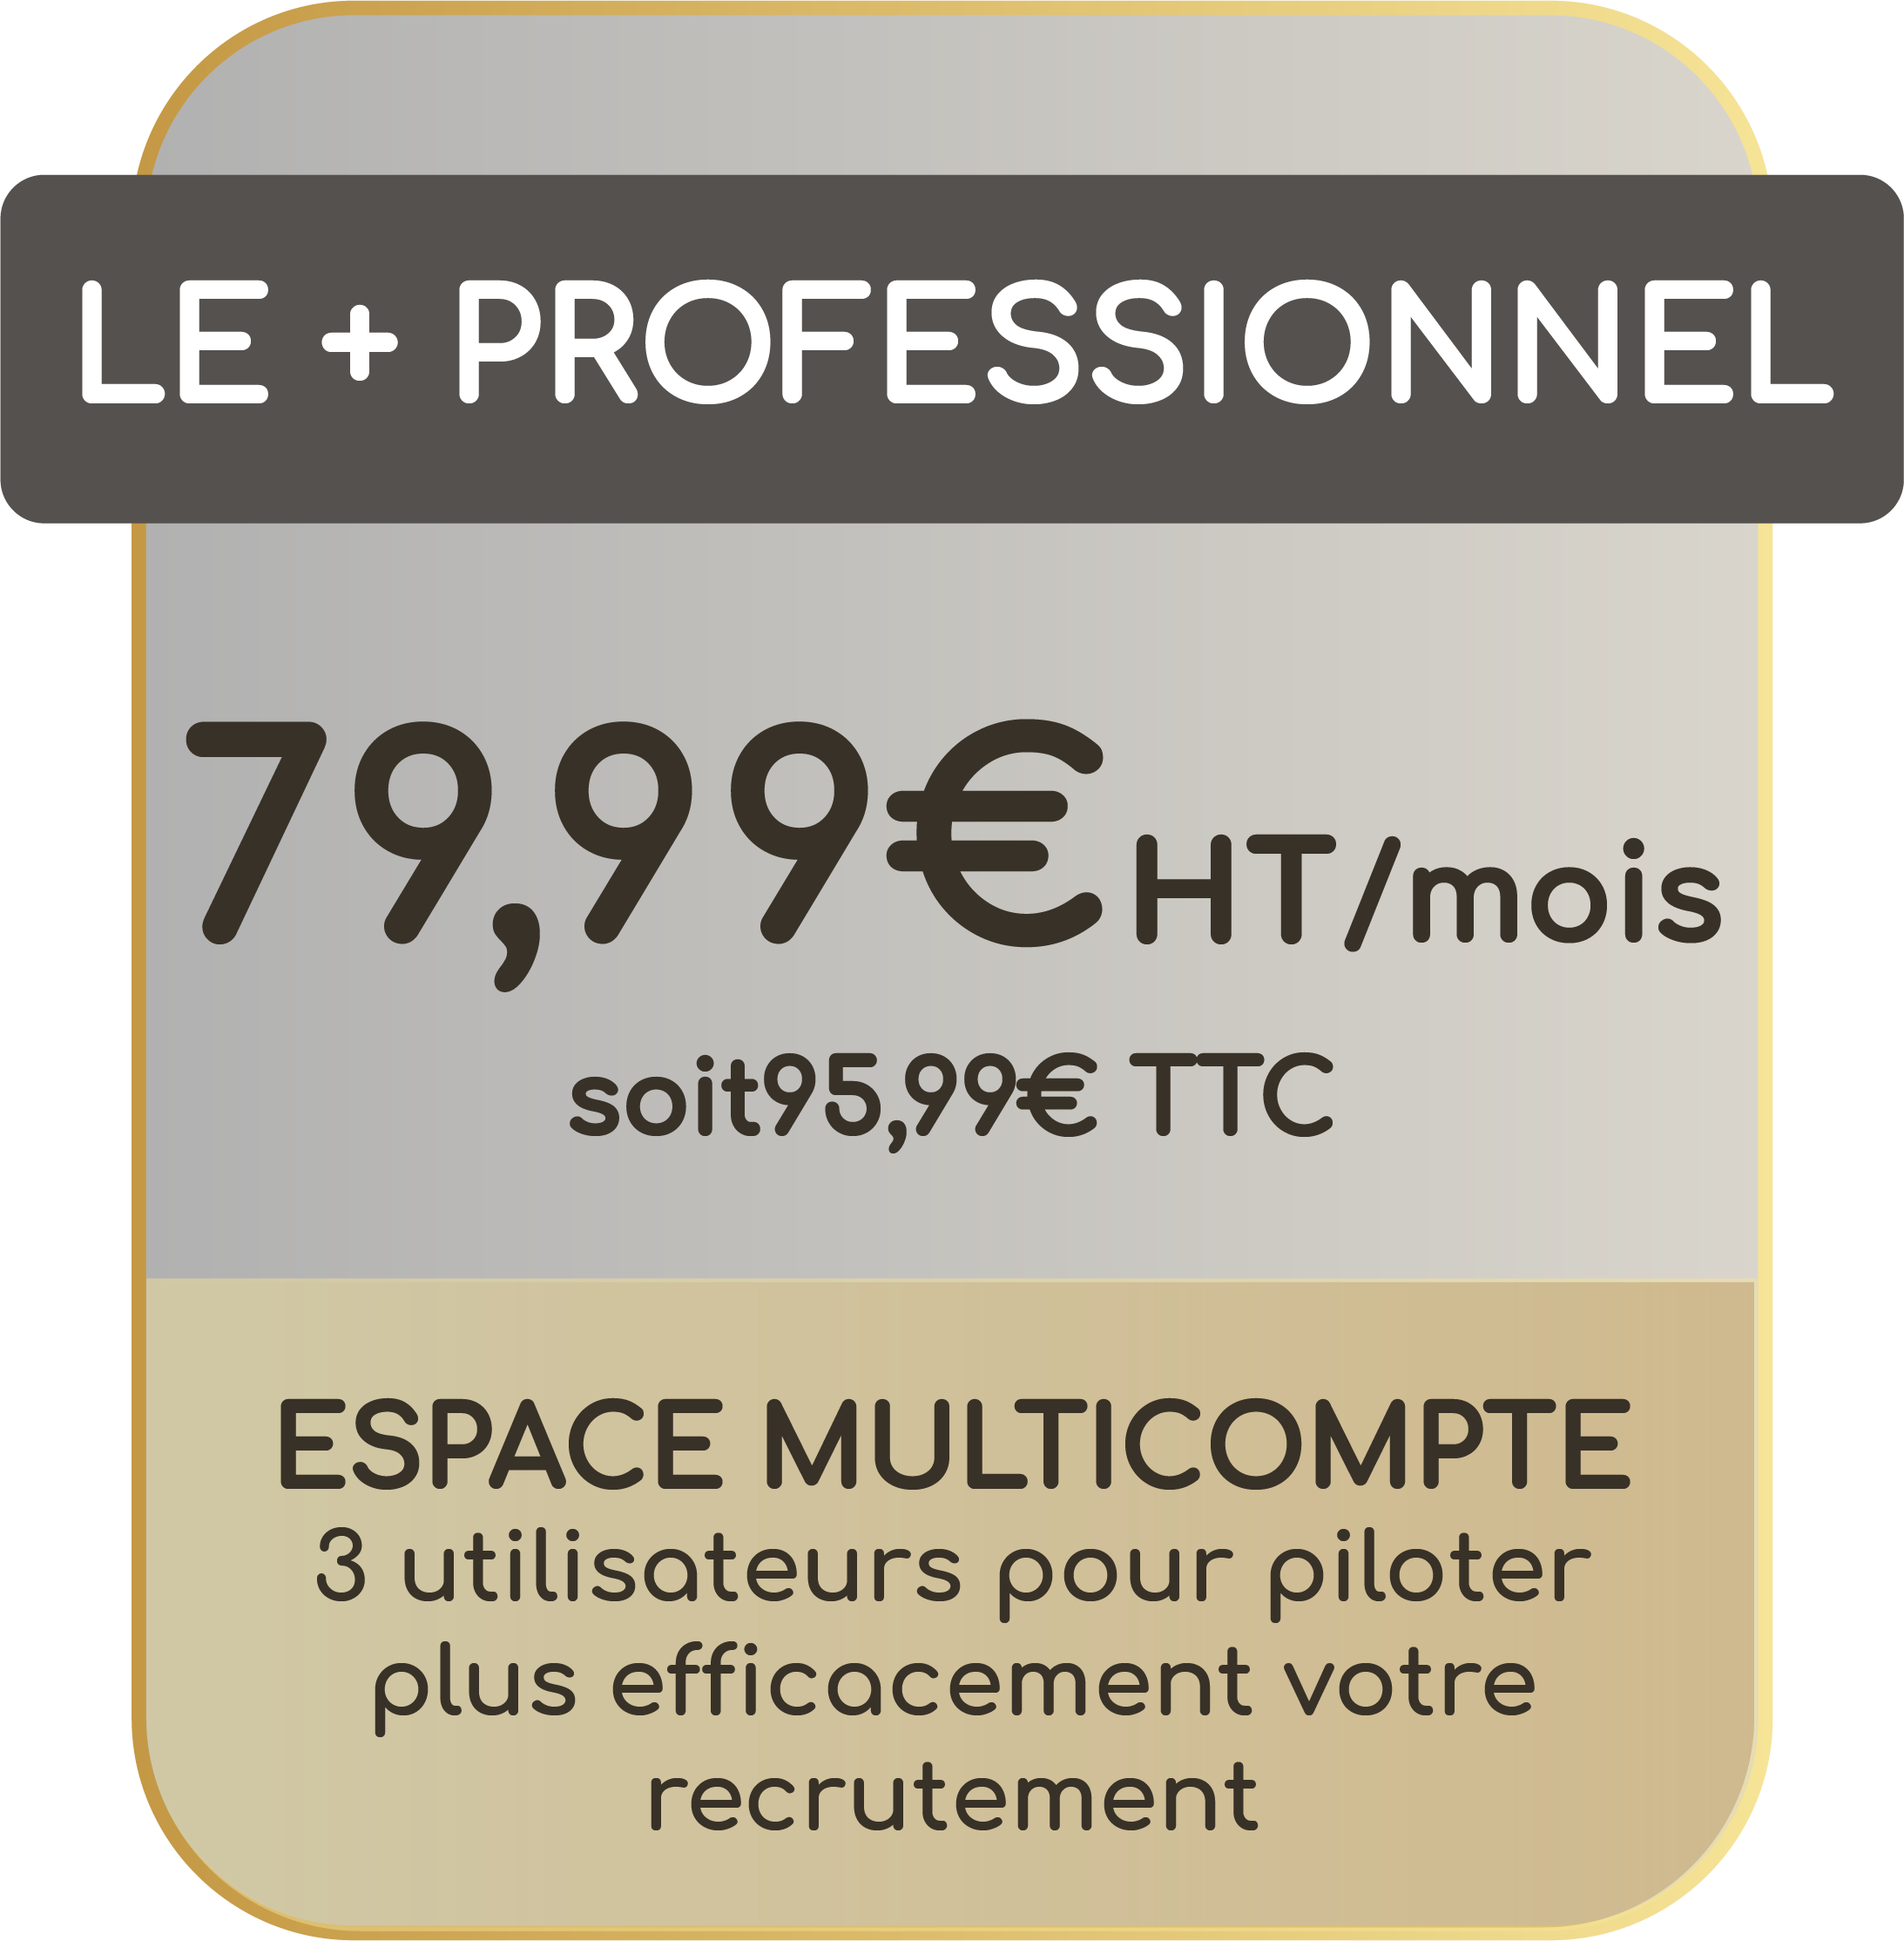 LE + PROFESSIONNEL
79,99€ HT/mois
soit95,99€ TTC
ESPACE MULTICOMPTE
3 utilisateurs pour piloter
plus efficacement votre
recrutement